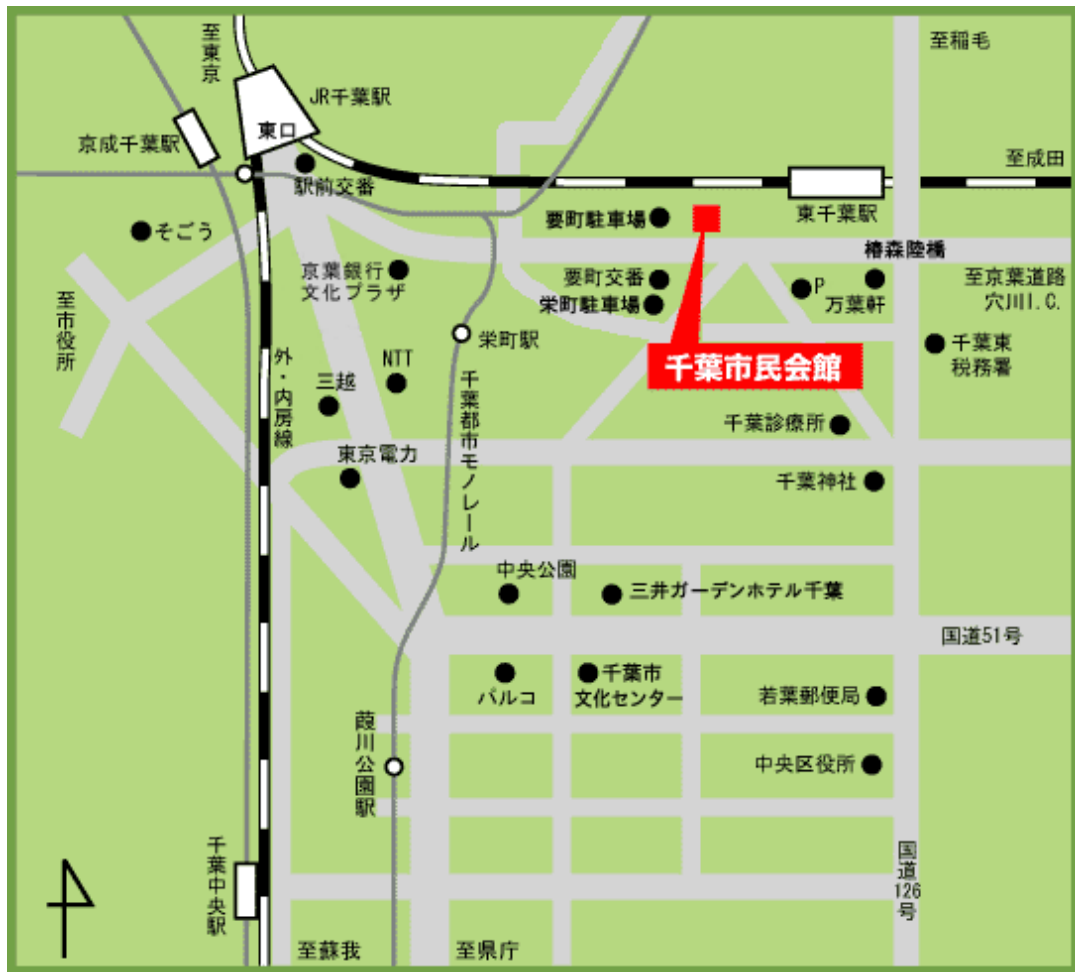 至東京
至稲毛
JR千葉駅
東口
京成千葉駅
駅前交番
至成田
東千葉駅
要町駐車場
そごう
椿森陸橋
京葉銀行
文化プラザ
要町交番
栄町駐車場
P
万葉軒
至京葉道路
穴川I.C.
至市役所
栄町駅
千葉東
税務署
千葉市民会館
外・内房線
NTT
三越
千葉都市モノレール
千葉診療所
東京電力
千葉神社
中央公園
三井ガーデンホテル千葉
国道51号
パルコ
千葉市
文化センター
若葉郵便局
葭川公園駅
中央区役所
千葉中央駅
国道126号
至蘇我
至県庁